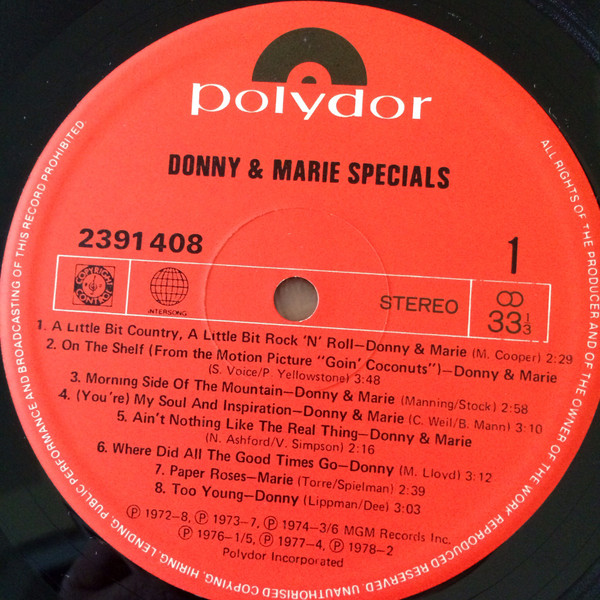 polydor
DONNY & MARIE SPECIALS
2391408
1
COPYRIGHT CONTROL
INTERSONG
STEREO
33 1/3
1. A Little Bit Country, A Little Bit Rock 'N' Roll—Donny & Marie (M. Cooper) 2:29
2. On The Shelf (From the Motion Picture "Goin' Coconuts")—Donny & Marie
(S. Voice/P. Yellowstone) 3:48
3. Morning Side Of The Mountain—Donny & Marie (Manning/Stock) 2:58
4. (You're) My Soul And Inspiration—Donny & Marie (C. Weil/B. Mann) 3:10
5. Ain't Nothing Like The Real Thing—Donny & Marie
(N. Ashford/V. Simpson) 2:16
6. Where Did All The Good Times Go—Donny (M. Lloyd) 3:12
7. Paper Roses—Marie (Torre/Spielman) 2:39
8. Too Young—Donny (Lippman/Dee) 3:03
Ⓟ 1972-8, Ⓟ 1973-7, Ⓟ 1974-3/6 MGM Records Inc.
Ⓟ 1976-1/5, Ⓟ 1977-4, Ⓟ 1978-2
Polydor Incorporated
ALL RIGHTS OF THE PRODUCER AND OF THE OWNER OF THE WORK REPRODUCED RESERVED. UNAUTHORISED COPYING, HIRING, LENDING, PUBLIC PERFORMANCE AND BROADCASTING OF THIS RECORD PROHIBITED.